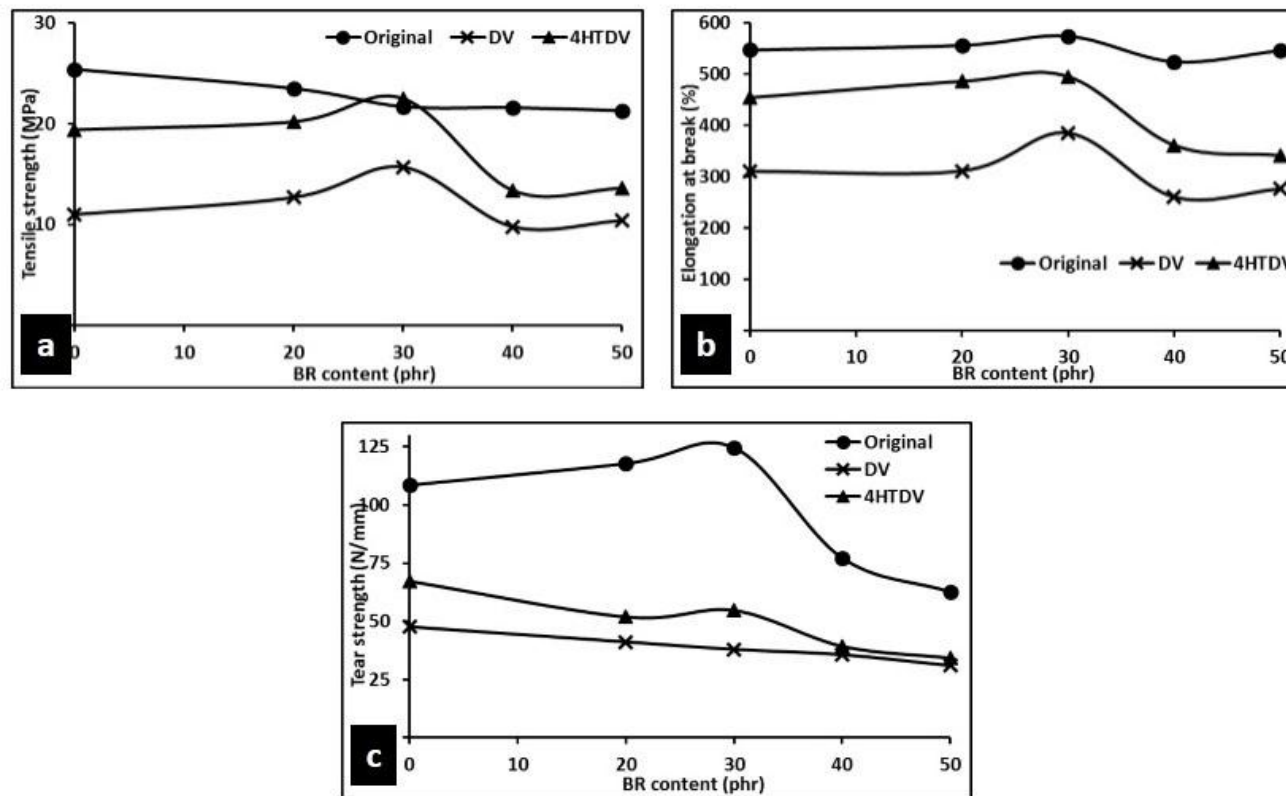 30
Original DV 4HTDV
20
10
Tensile strength (MPa)
a
0 10 20 30 40 50
BR content (phr)
600
500
400
300
200
100
Elongation at break (%)
Original DV 4HTDV
b
0 10 20 30 40 50
BR content (phr)
125
100
75
50
25
Tear strength (N/mm)
Original
DV
4HTDV
c
0 10 20 30 40 50
BR content (phr)